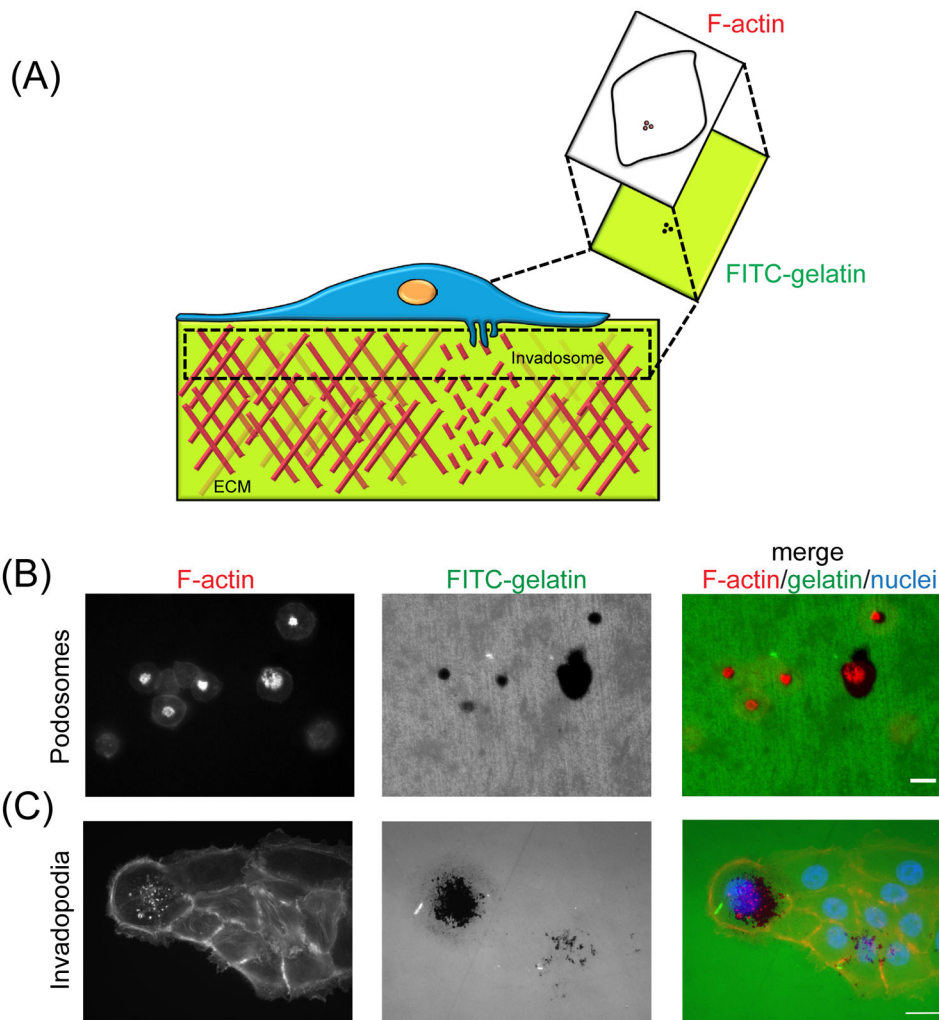 (A)
F-actin
FITC-gelatin
Invadosome
ECM
(B)
F-actin
FITC-gelatin
merge
F-actin/gelatin/nuclei
Podosomes
(C)
Invadopodia